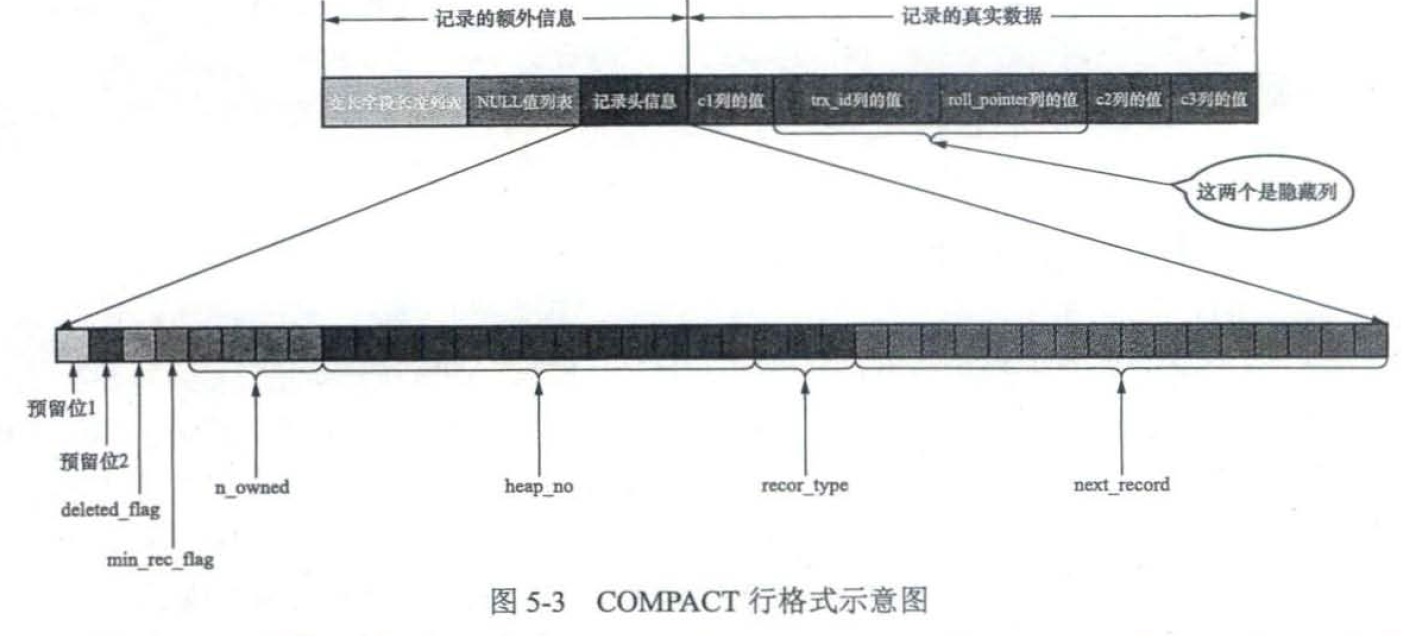 记录的额外信息 记录的真实数据
变长字段长度列表 NULL值列表 记录头信息 c1列的值 trx_id列的值 roll_pointer列的值 c2列的值 c3列的值
这两个是隐藏列
预留位1
预留位2
n_owned heap_no recor_type next_record
deleted_flag
min_rec_flag
图 5-3 COMPACT 行格式示意图